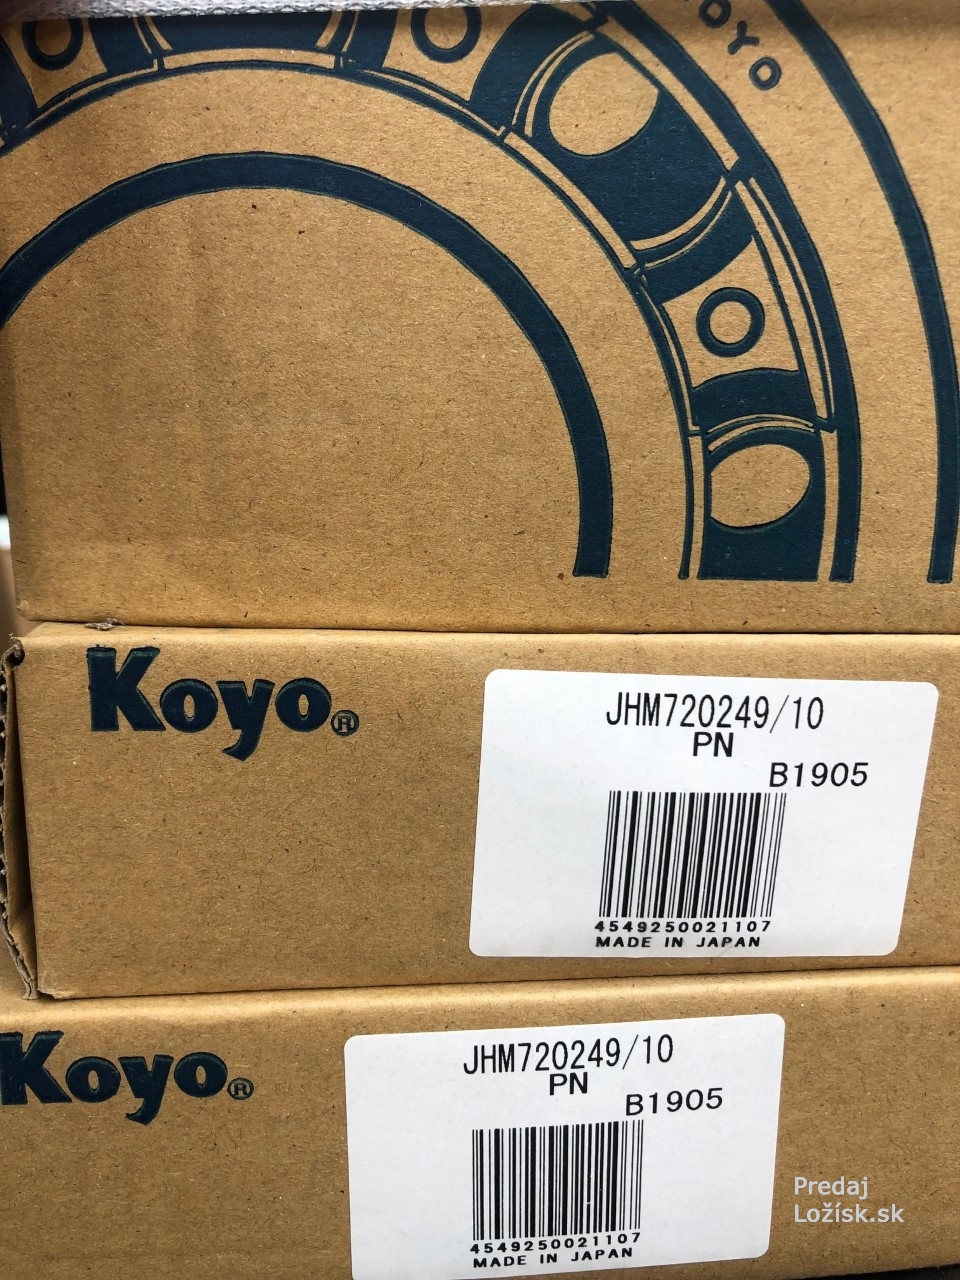 KOYO
Koyo®
JHM720249/10
PN
B1905
4549250021107
MADE IN JAPAN
Koyo®
JHM720249/10
PN
B1905
4549250021107
MADE IN JAPAN
Predaj
Ložísk.sk